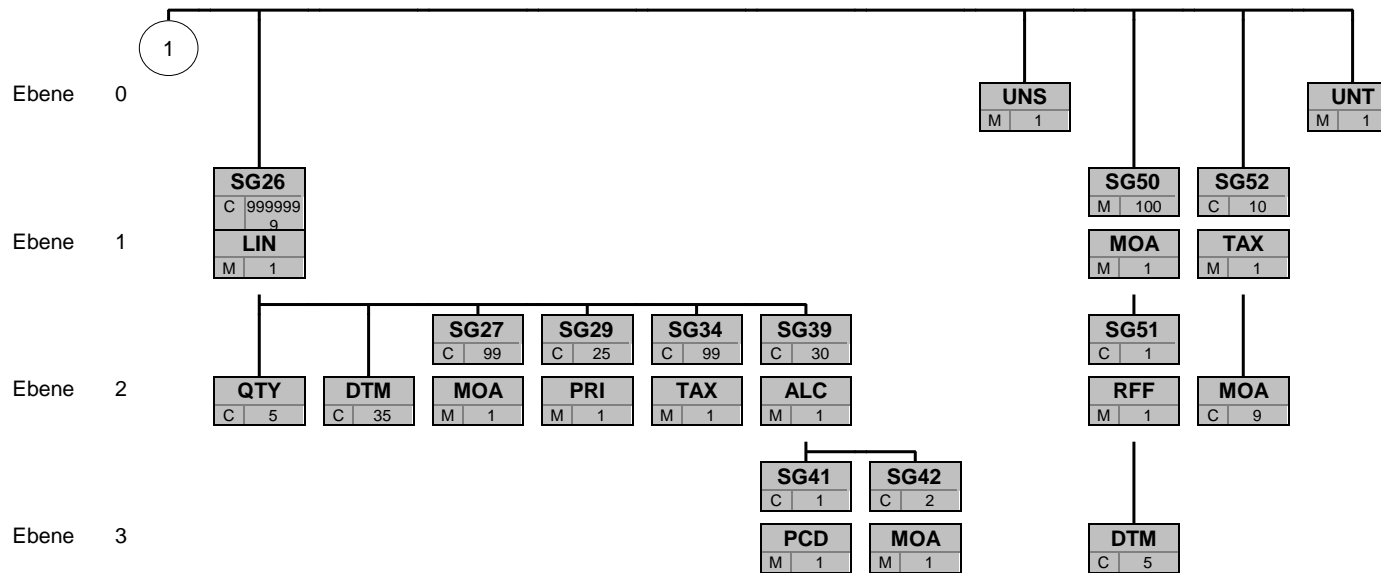 1
Ebene 0
UNS
M 1
UNT
M 1
SG26
C 999999
9
SG50
M 100
SG52
C 10
Ebene 1
LIN
M 1
MOA
M 1
TAX
M 1
SG27
C 99
SG29
C 25
SG34
C 99
SG39
C 30
SG51
C 1
Ebene 2
QTY
C 5
DTM
C 35
MOA
M 1
PRI
M 1
TAX
M 1
ALC
M 1
RFF
M 1
MOA
C 9
SG41
C 1
SG42
C 2
Ebene 3
PCD
M 1
MOA
M 1
DTM
C 5